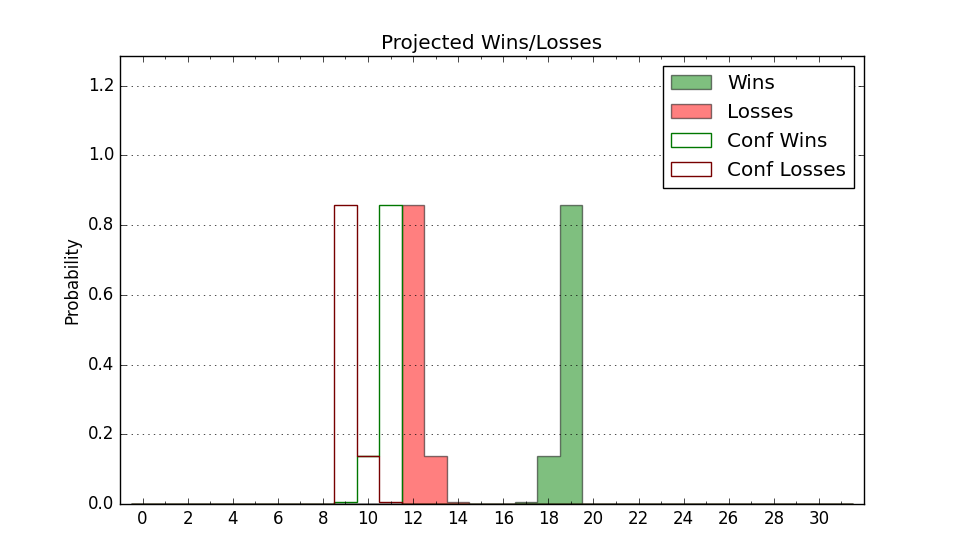 Projected Wins/Losses
Wins
Losses
Conf Wins
Conf Losses
Probability
1.2
1.0
0.8
0.6
0.4
0.2
0.0
0 2 4 6 8 10 12 14 16 18 20 22 24 26 28 30